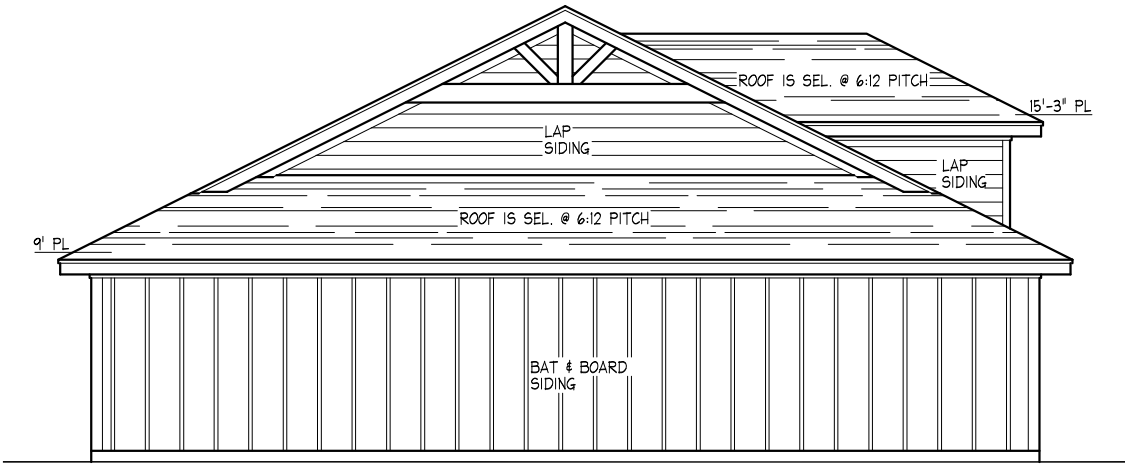 ROOF IS SEL. @ 6:12 PITCH
15'-3" PL
LAP
SIDING
LAP
SIDING
ROOF IS SEL. @ 6:12 PITCH
9' PL
BAT & BOARD
SIDING